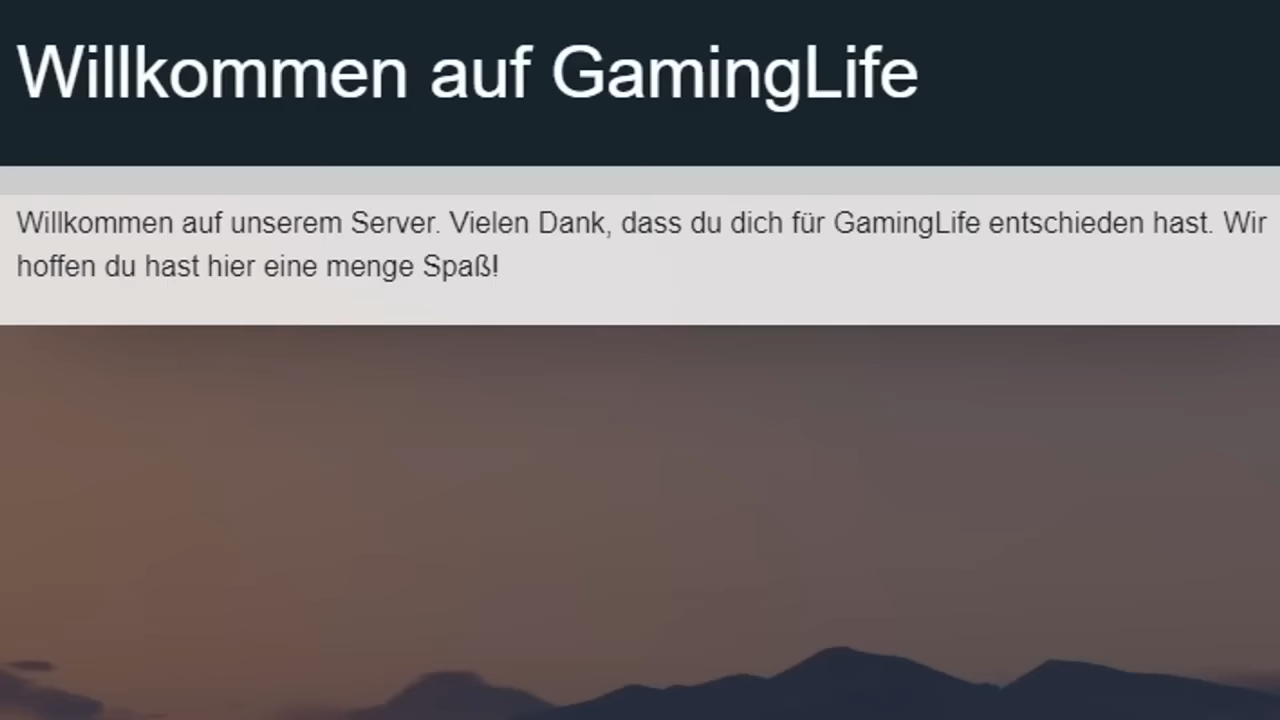 Willkommen auf GamingLife
Willkommen auf unserem Server. Vielen Dank, dass du dich für GamingLife entschieden hast. Wir
hoffen du hast hier eine menge Spaß!